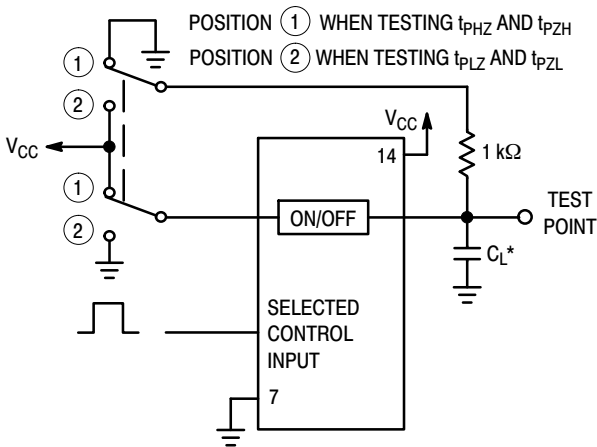 POSITION 1 WHEN TESTING tPHZ AND tPZH
POSITION 2 WHEN TESTING tPLZ AND tPZL
1
2
VCC
VCC
14
1 kΩ
1
2
ON/OFF
TEST
POINT
CL*
SELECTED
CONTROL
INPUT
7